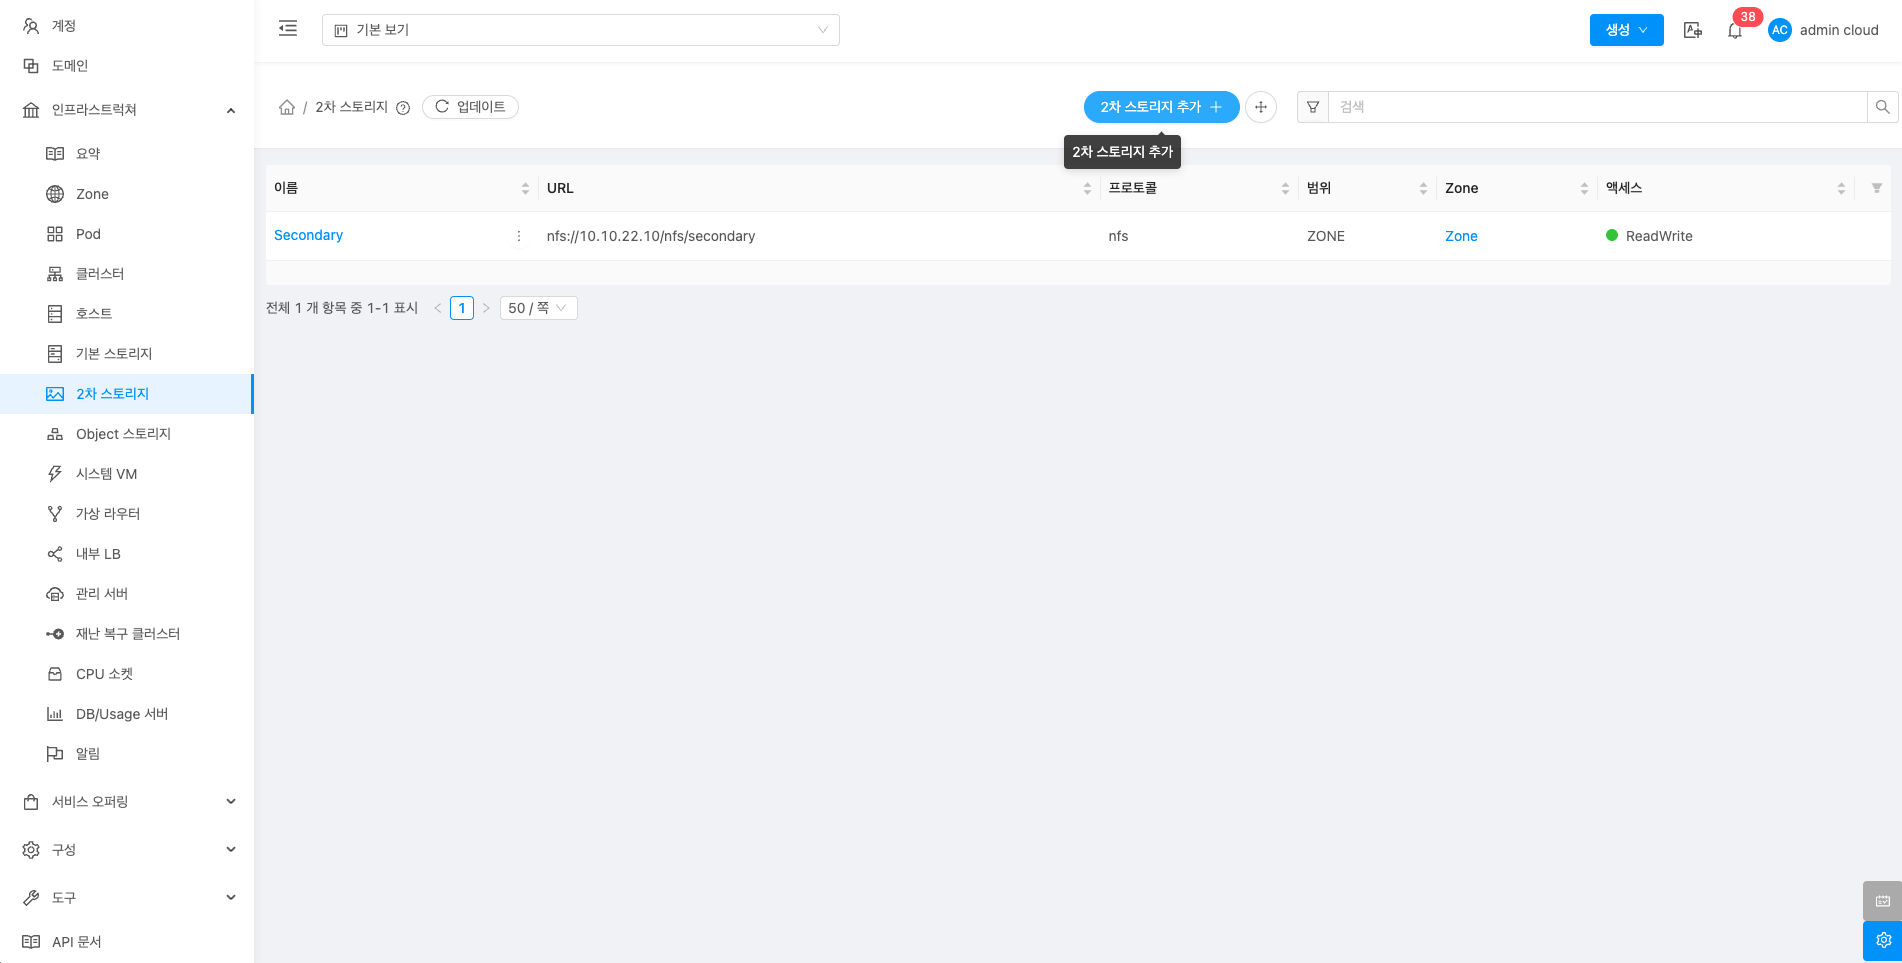 계정
도메인
인프라스트럭쳐
요약
Zone
Pod
클러스터
호스트
기본 스토리지
2차 스토리지
Object 스토리지
시스템 VM
가상 라우터
내부 LB
관리 서버
재난 복구 클러스터
CPU 소켓
DB/Usage 서버
알림
서비스 오퍼링
구성
도구
API 문서
기본 보기
생성
38
AC admin cloud
/ 2차 스토리지 업데이트
2차 스토리지 추가
검색
2차 스토리지 추가
이름 URL 프로토콜 범위 Zone 액세스
Secondary nfs://10.10.22.10/nfs/secondary nfs ZONE Zone ReadWrite
전체 1 개 항목 중 1-1 표시 < 1 > 50 / 쪽